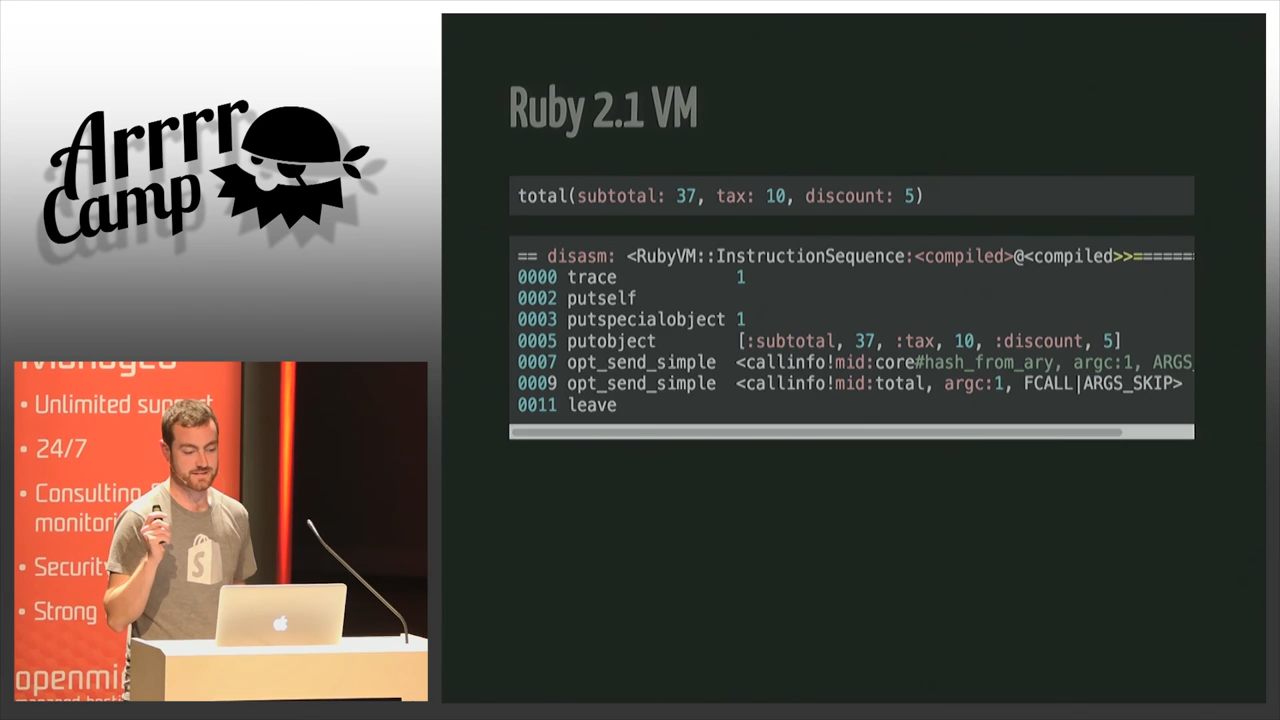 Arrrr
Camp
Managed
• Unlimited support
• 24/7
• Consulting
monitori
• Security
• Strong
openmi
S
Ruby 2.1 VM
total(subtotal: 37, tax: 10, discount: 5)
== disasm: <RubyVM::InstructionSequence:<compiled>@<compiled>>=======
0000 trace 1
0002 putself
0003 putspecialobject 1
0005 putobject [:subtotal, 37, :tax, 10, :discount, 5]
0007 opt_send_simple <callinfo!mid:core#hash_from_ary, argc:1, ARGS_
0009 opt_send_simple <callinfo!mid:total, argc:1, FCALL|ARGS_SKIP>
0011 leave